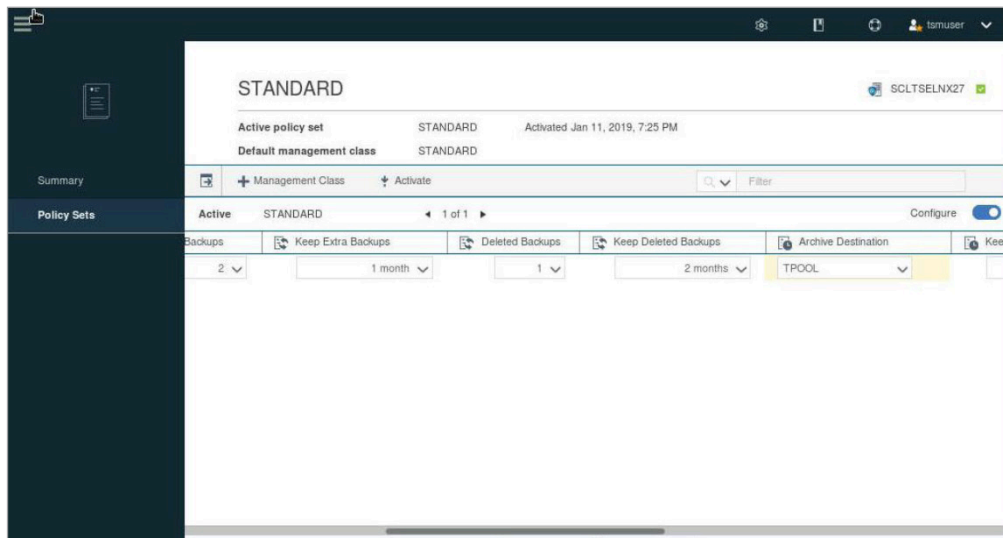 tsmuser
STANDARD
SCLTSELNX27
Active policy set STANDARD Activated Jan 11, 2019, 7:25 PM
Default management class STANDARD
Summary
Management Class Activate Filter
Policy Sets
Active STANDARD 1 of 1 Configure
Backups Keep Extra Backups Deleted Backups Keep Deleted Backups Archive Destination Kee
2 1 month 1 2 months TPOOL